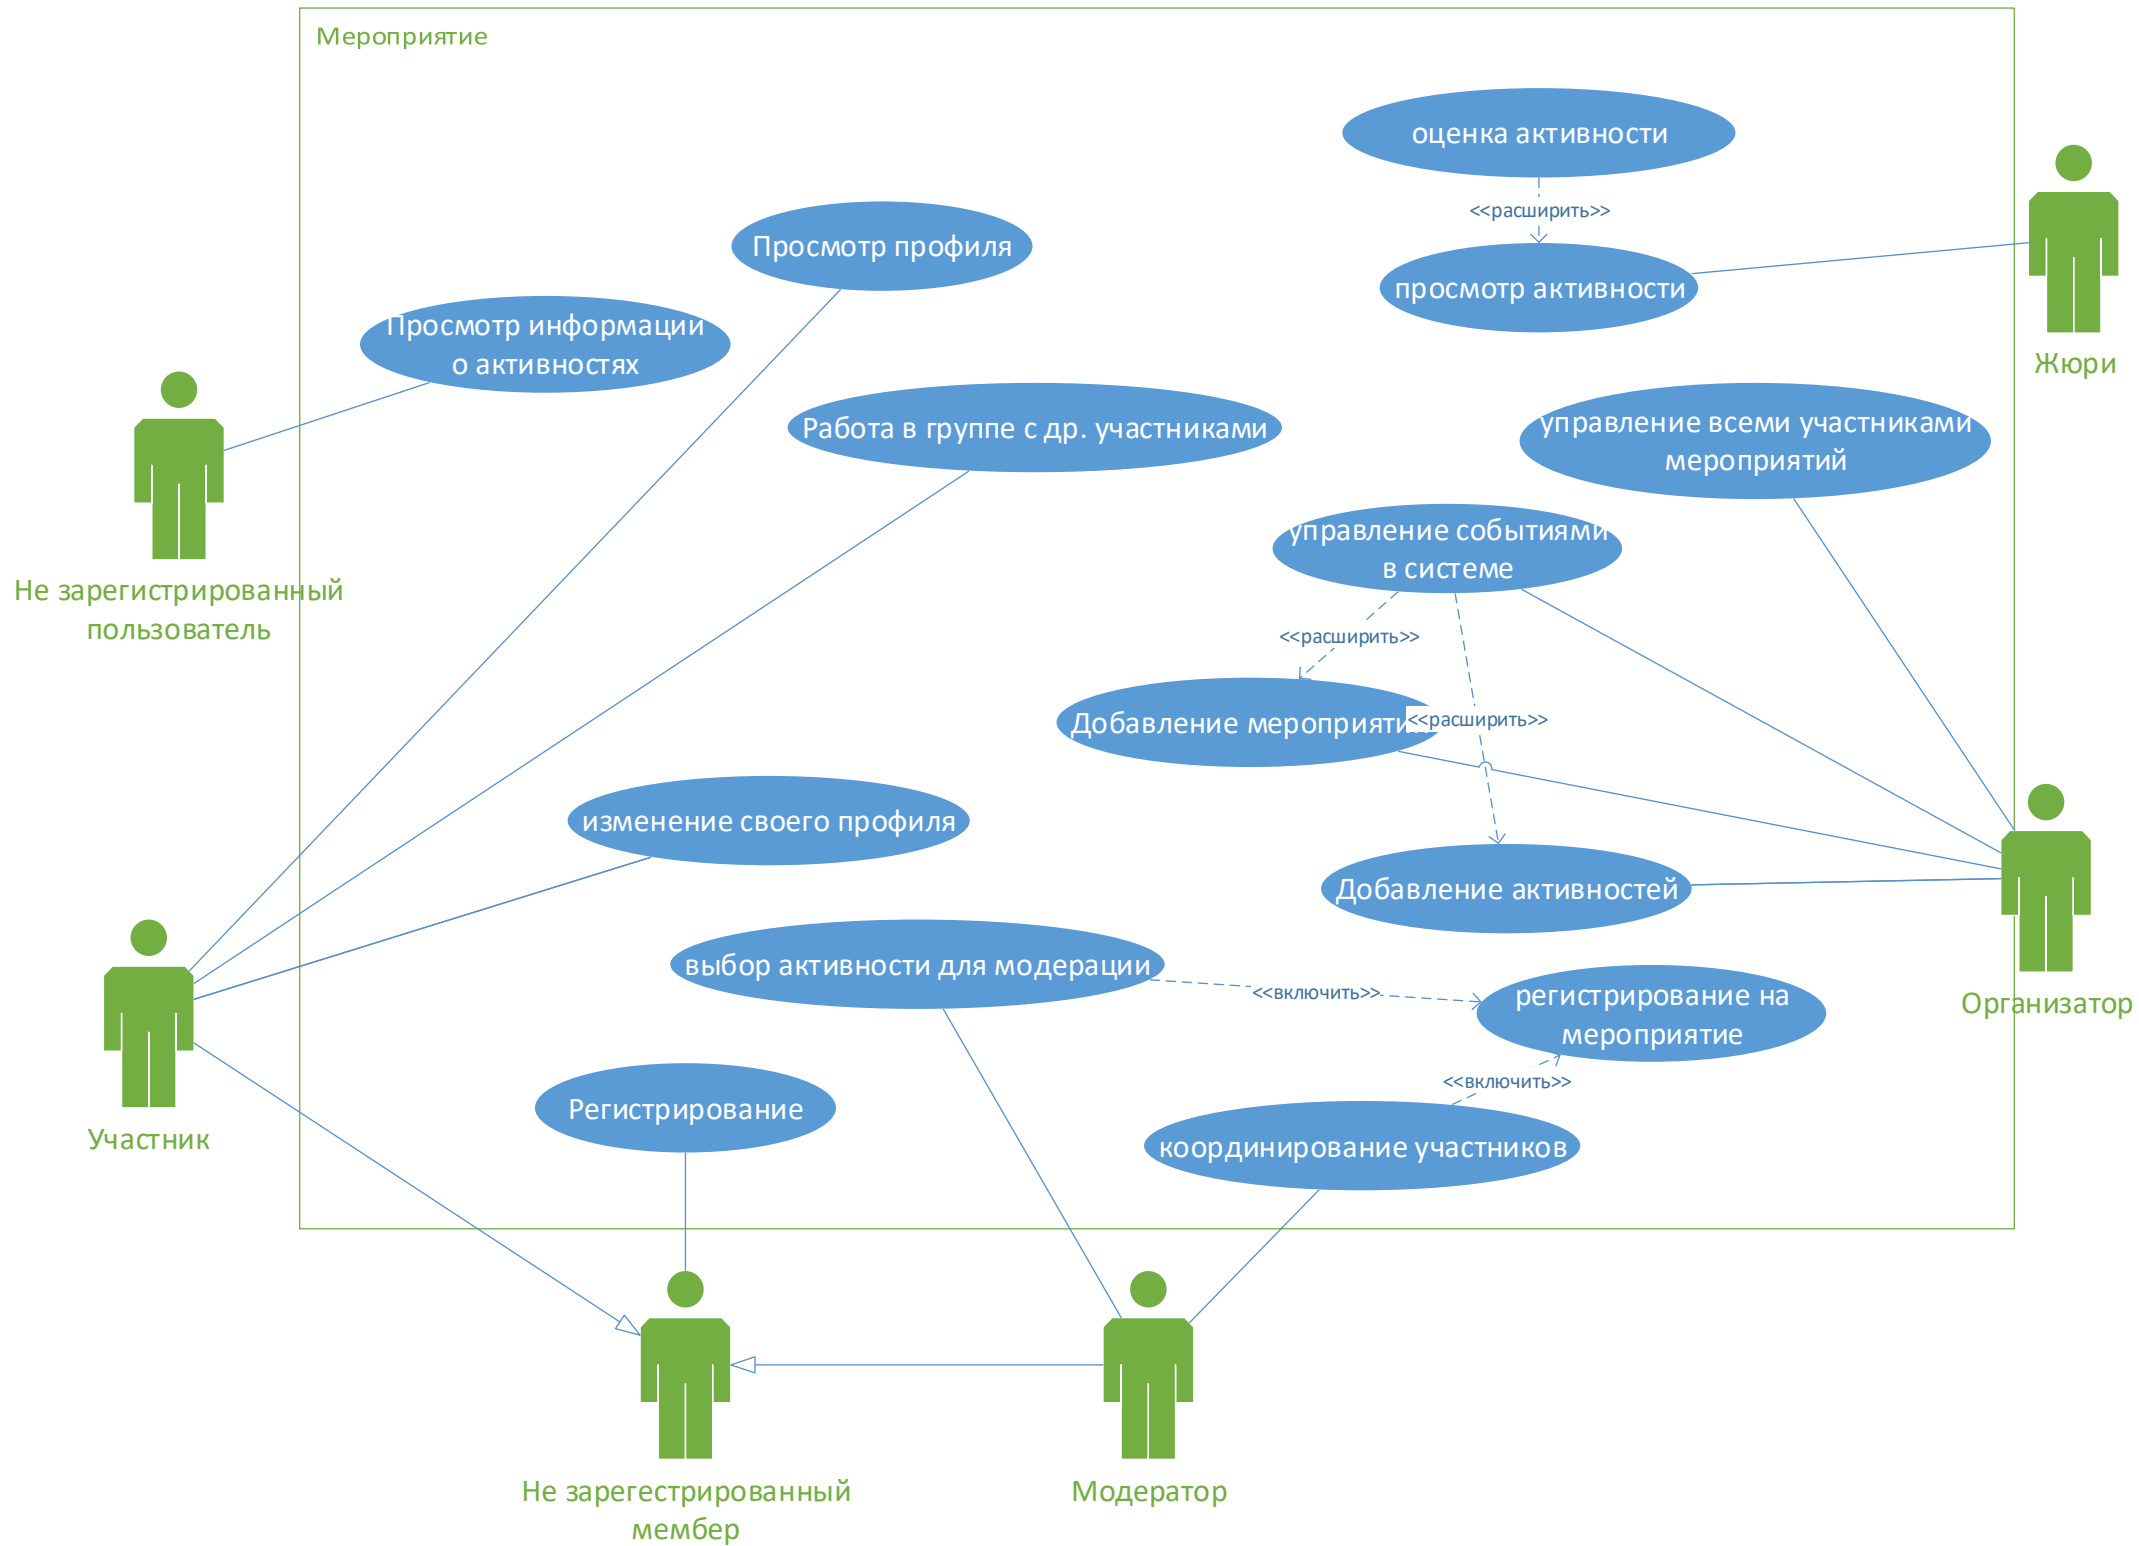 Мероприятие
оценка активности
<<расширить>>
просмотр активности
Жюри
Просмотр профиля
Просмотр информации
о активностях
Не зарегистрированный
пользователь
Работа в группе с др. участниками
управление всеми участниками
мероприятий
управление событиями
в системе
<<расширить>>
Добавление мероприяти
<<расширить>>
изменение своего профиля
Добавление активностей
Организатор
выбор активности для модерации
<<включить>>
регистрирование на
мероприятие
<<включить>>
Участник
Регистрирование
координирование участников
Не зарегестрированный
мембер
Модератор